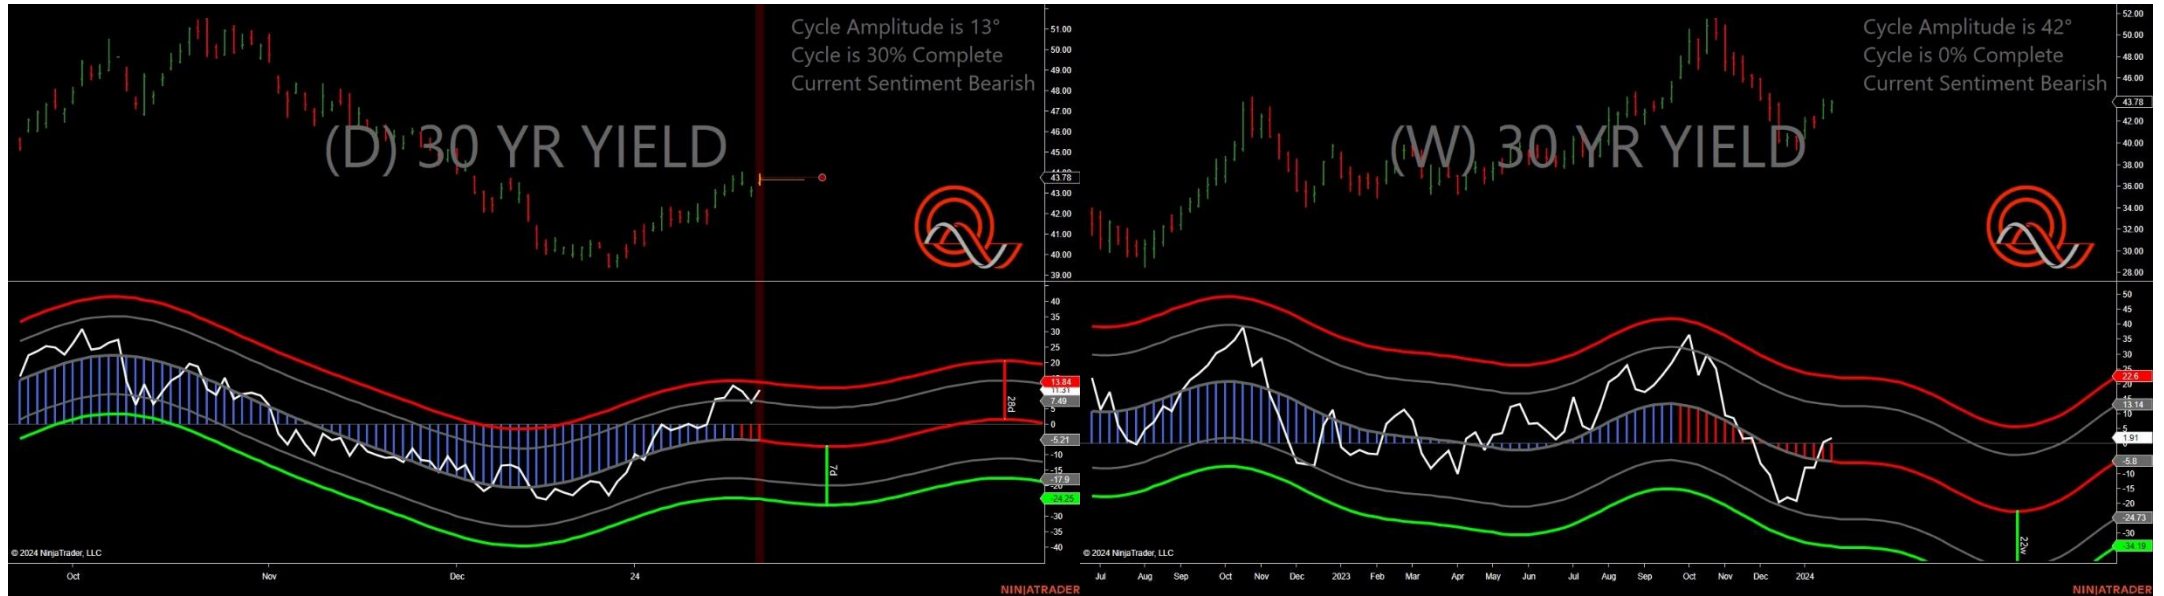 Cycle Amplitude is 13°
Cycle is 30% Complete
Current Sentiment Bearish
(D) 30 YR YIELD
51.00
50.00
49.00
48.00
47.00
46.00
45.00
43.78
43.00
42.00
41.00
40.00
39.00
40
35
30
25
20
13.84
11.31
7.49
5
0
-5.21
-10
-15
-17.9
-24.25
-30
-35
-40
28d
7d
© 2024 NinjaTrader, LLC
Oct
Nov
Dec
24
NINJATRADER
Cycle Amplitude is 42°
Cycle is 0% Complete
Current Sentiment Bearish
(W) 30 YR YIELD
52.00
50.00
48.00
46.00
43.78
42.00
40.00
38.00
36.00
34.00
32.00
30.00
28.00
50
45
40
35
30
25
22.6
20
13.14
10
5
1.91
-5.8
-10
-15
-20
-24.73
-30
-34.19
22w
© 2024 NinjaTrader, LLC
Jul
Aug
Sep
Oct
Nov
Dec
2023
Feb
Mar
Apr
May
Jun
Jul
Aug
Sep
Oct
Nov
Dec
2024
NINJATRADER